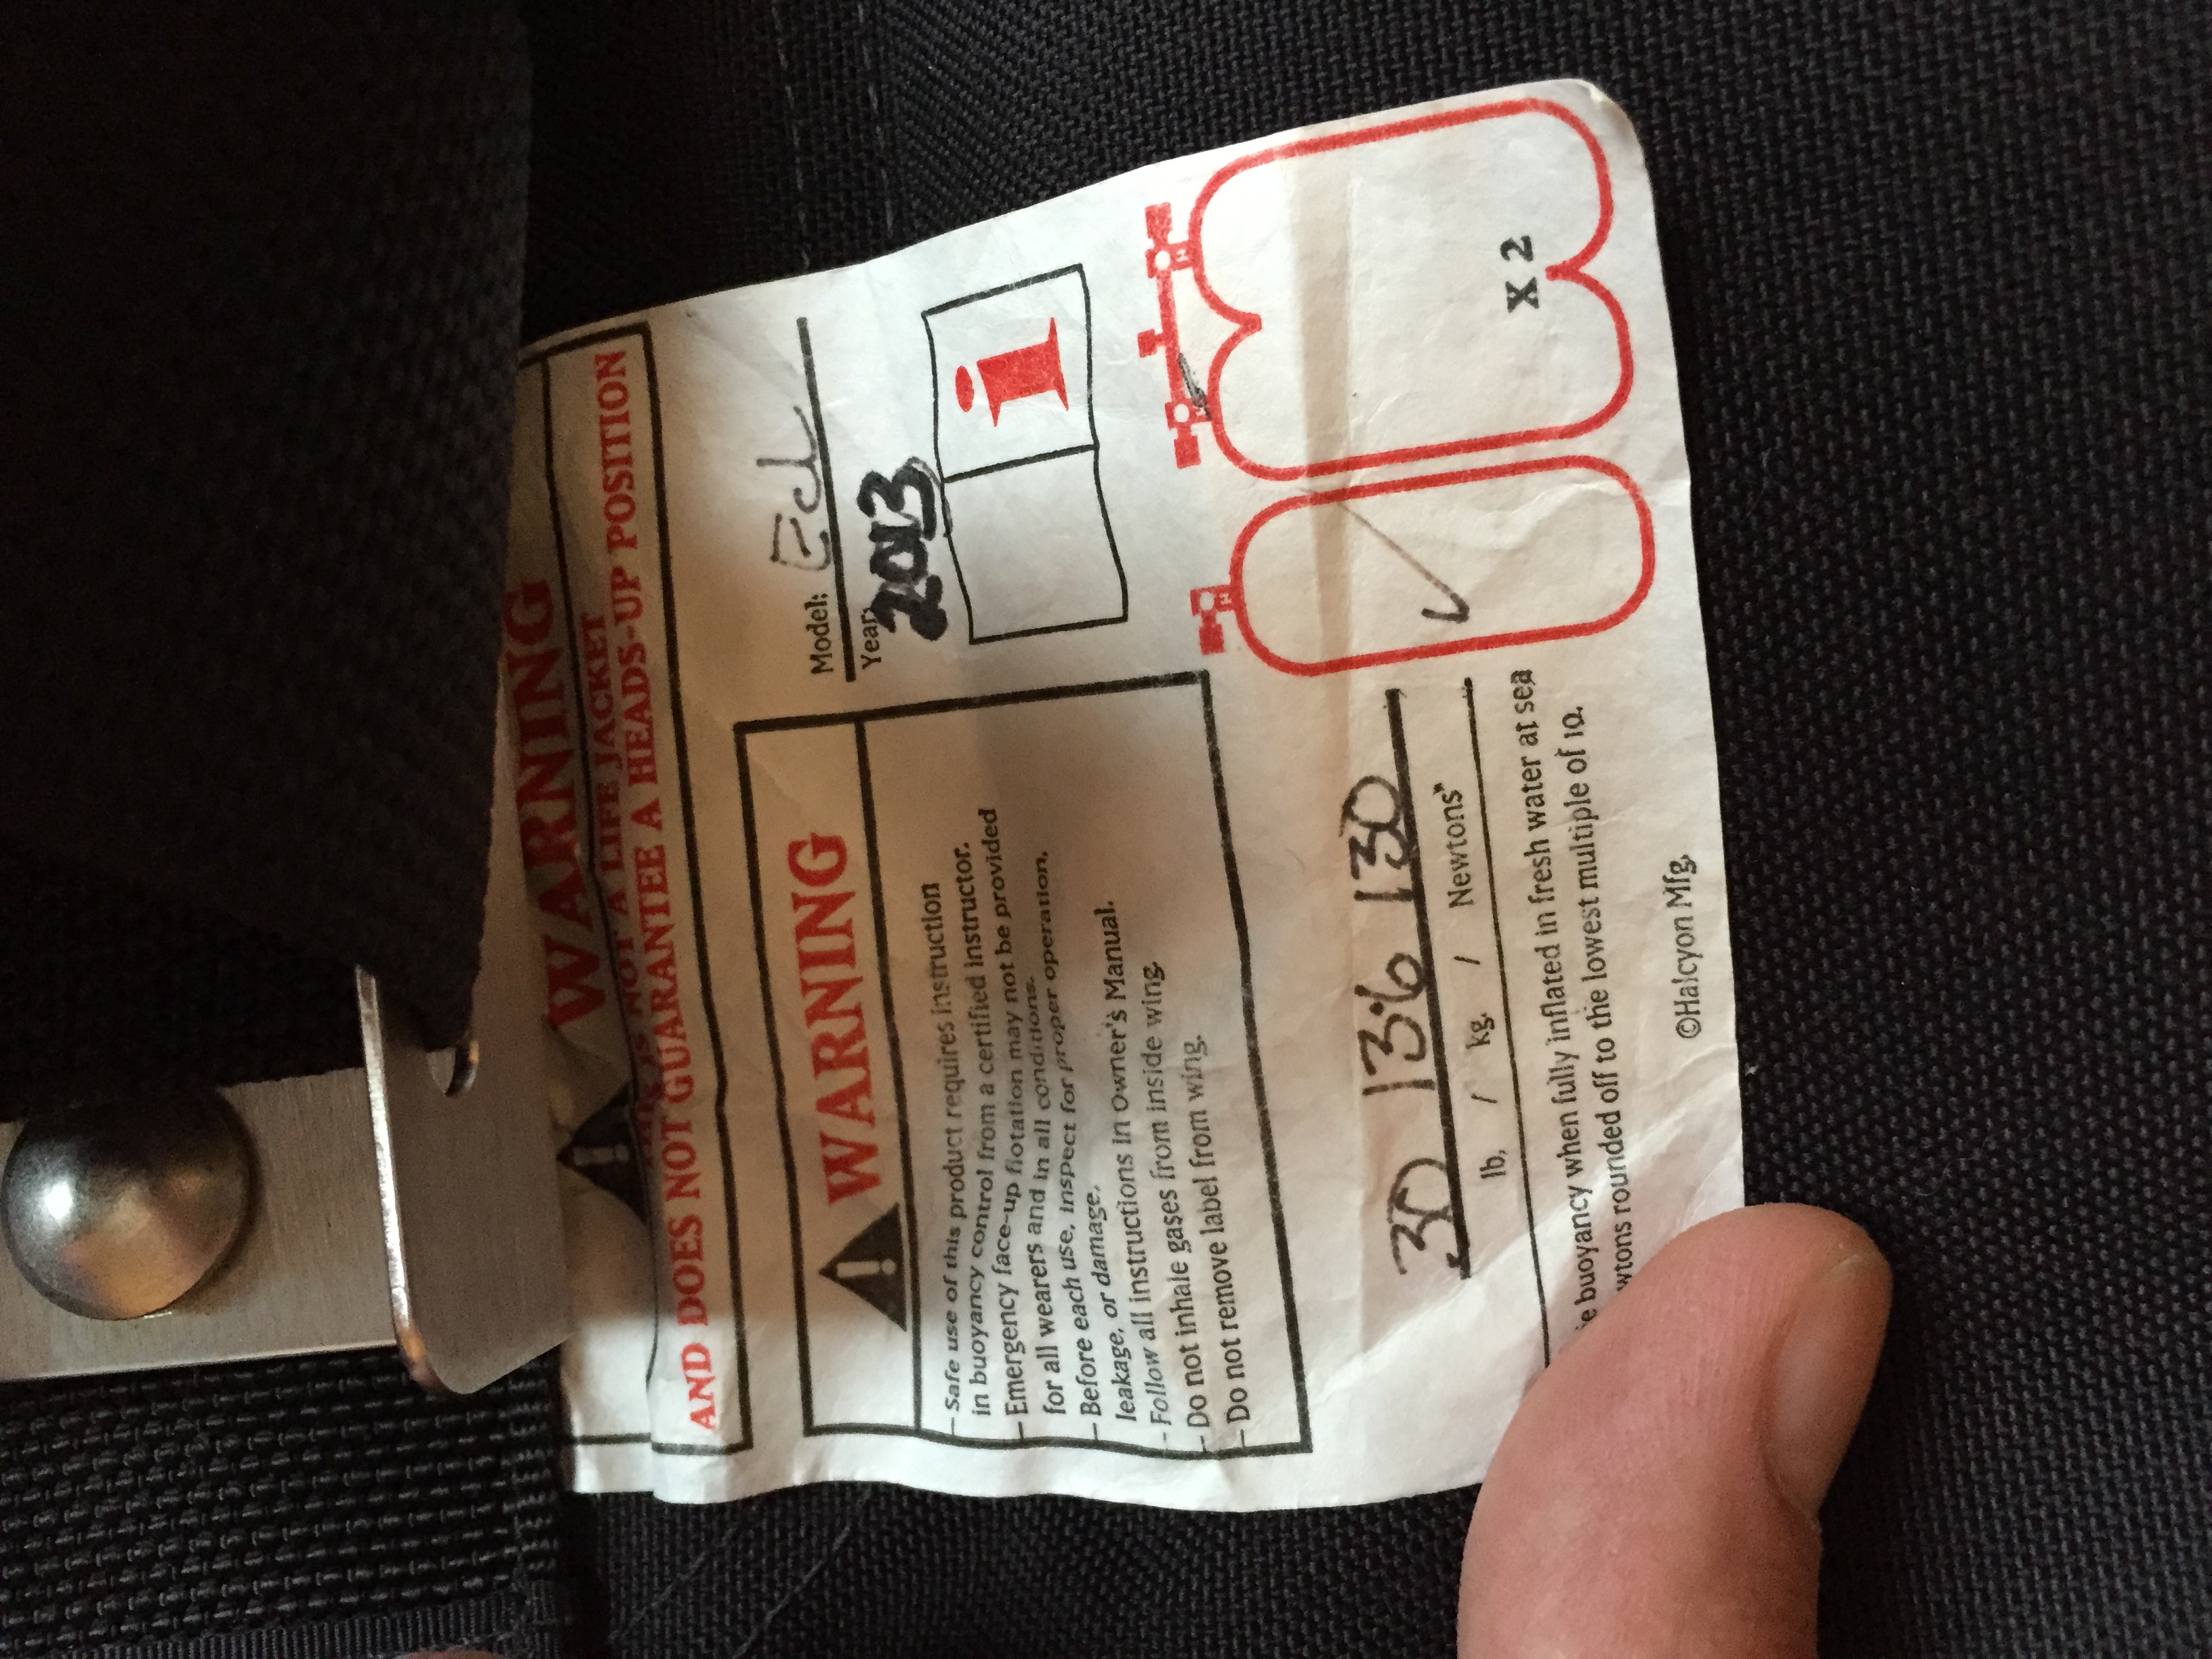 WARNING
THIS IS NOT A LIFE JACKET
AND DOES NOT GUARANTEE A HEADS-UP POSITION
WARNING
- Safe use of this product requires instruction
in buoyancy control from a certified instructor.
- Emergency face-up flotation may not be provided
for all wearers and in all conditions.
- Before each use, inspect for proper operation,
leakage, or damage.
- Follow all instructions in Owner's Manual.
- Do not inhale gases from inside wing.
- Do not remove label from wing.
Model: Ecl
Year: 2013
i
30 13.6 130
lb. / kg. / Newtons*
buoyancy when fully inflated in fresh water at sea
wtons rounded off to the lowest multiple of 10.
X 2
©Halcyon Mfg.